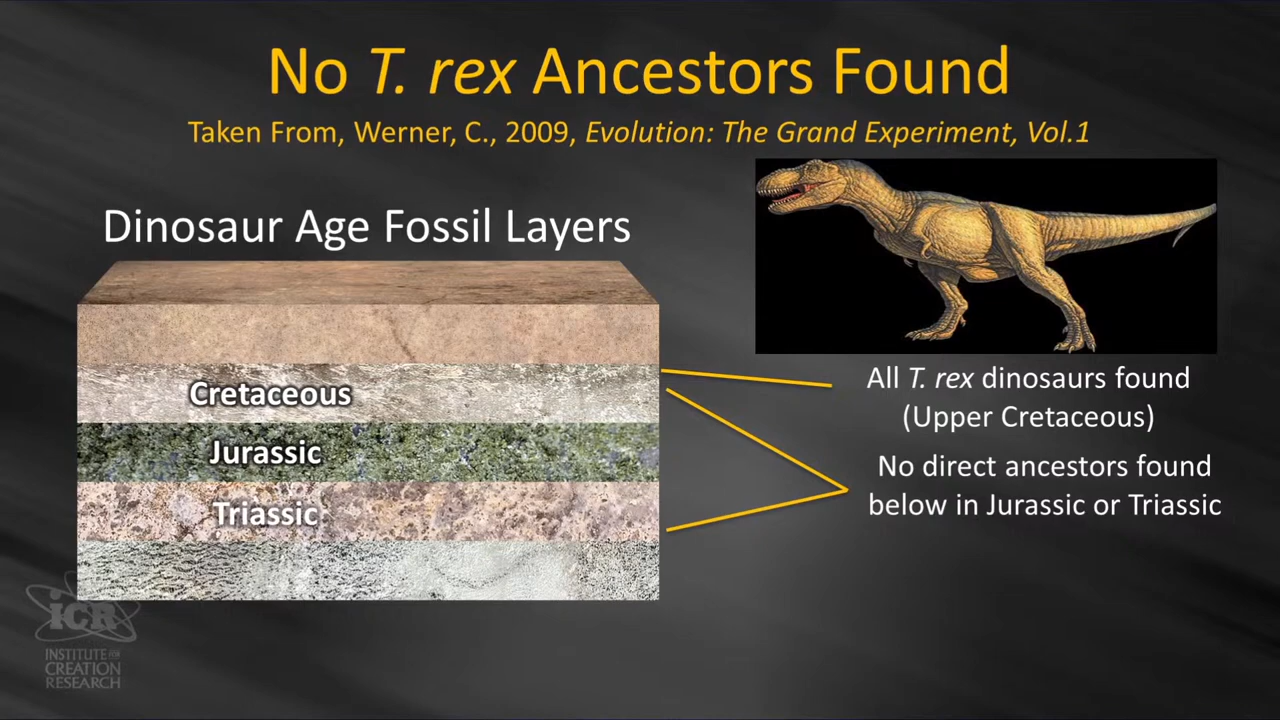 No T. rex Ancestors Found
Taken From, Werner, C., 2009, Evolution: The Grand Experiment, Vol.1
Dinosaur Age Fossil Layers
Cretaceous
Jurassic
Triassic
All T. rex dinosaurs found
(Upper Cretaceous)
No direct ancestors found
below in Jurassic or Triassic
iCR
INSTITUTE FOR
CREATION
RESEARCH